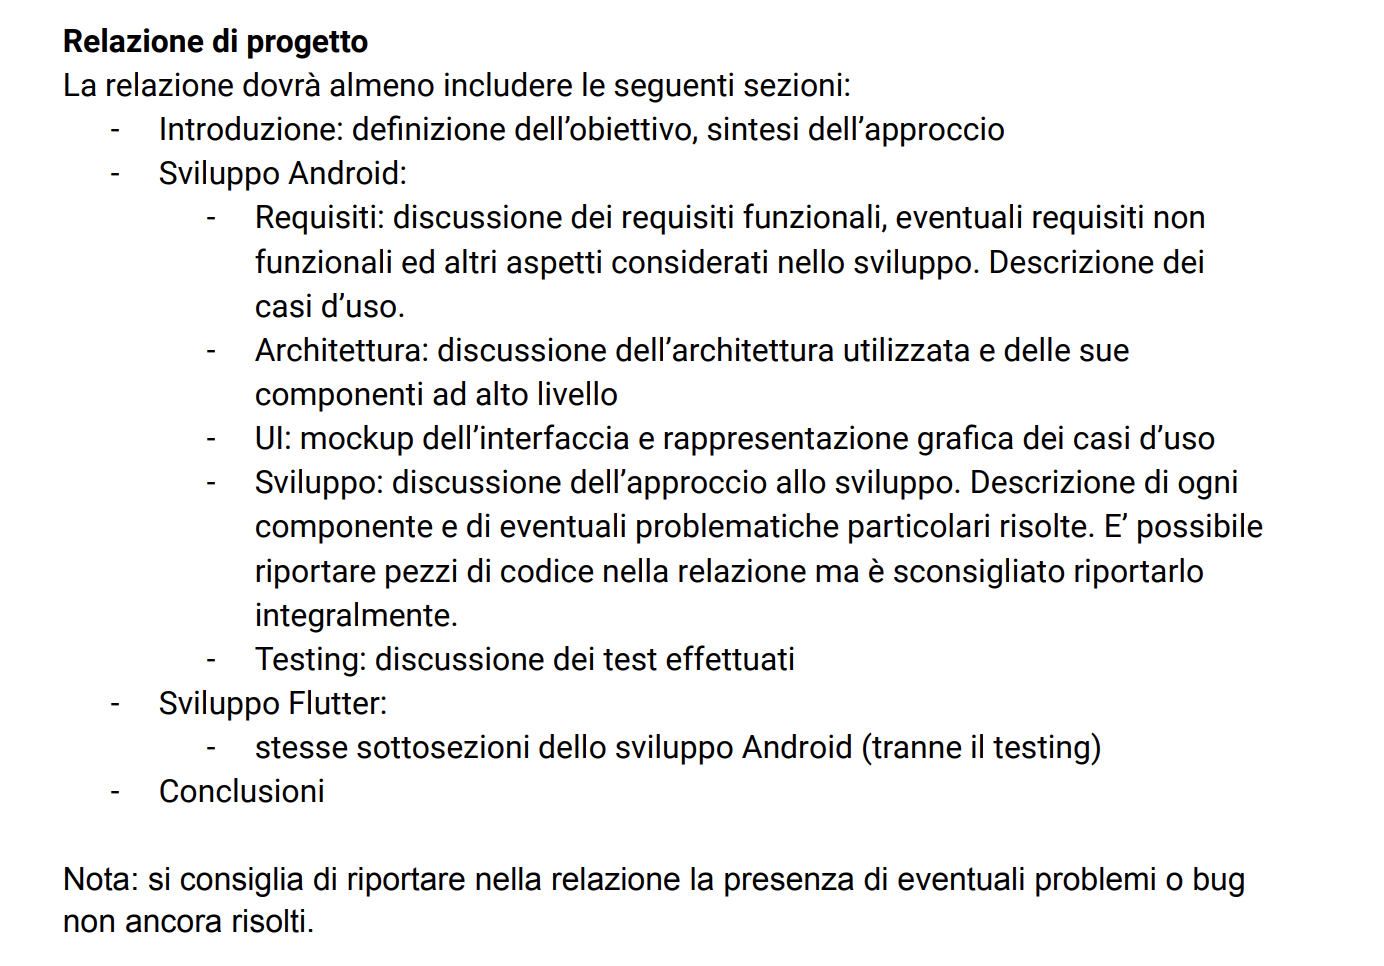 Relazione di progetto
La relazione dovrà almeno includere le seguenti sezioni:
- Introduzione: definizione dell’obiettivo, sintesi dell’approccio
- Sviluppo Android:
- Requisiti: discussione dei requisiti funzionali, eventuali requisiti non
funzionali ed altri aspetti considerati nello sviluppo. Descrizione dei
casi d’uso.
- Architettura: discussione dell’architettura utilizzata e delle sue
componenti ad alto livello
- UI: mockup dell’interfaccia e rappresentazione grafica dei casi d’uso
- Sviluppo: discussione dell’approccio allo sviluppo. Descrizione di ogni
componente e di eventuali problematiche particolari risolte. E’ possibile
riportare pezzi di codice nella relazione ma è sconsigliato riportarlo
integralmente.
- Testing: discussione dei test effettuati
- Sviluppo Flutter:
- stesse sottosezioni dello sviluppo Android (tranne il testing)
- Conclusioni
Nota: si consiglia di riportare nella relazione la presenza di eventuali problemi o bug
non ancora risolti.